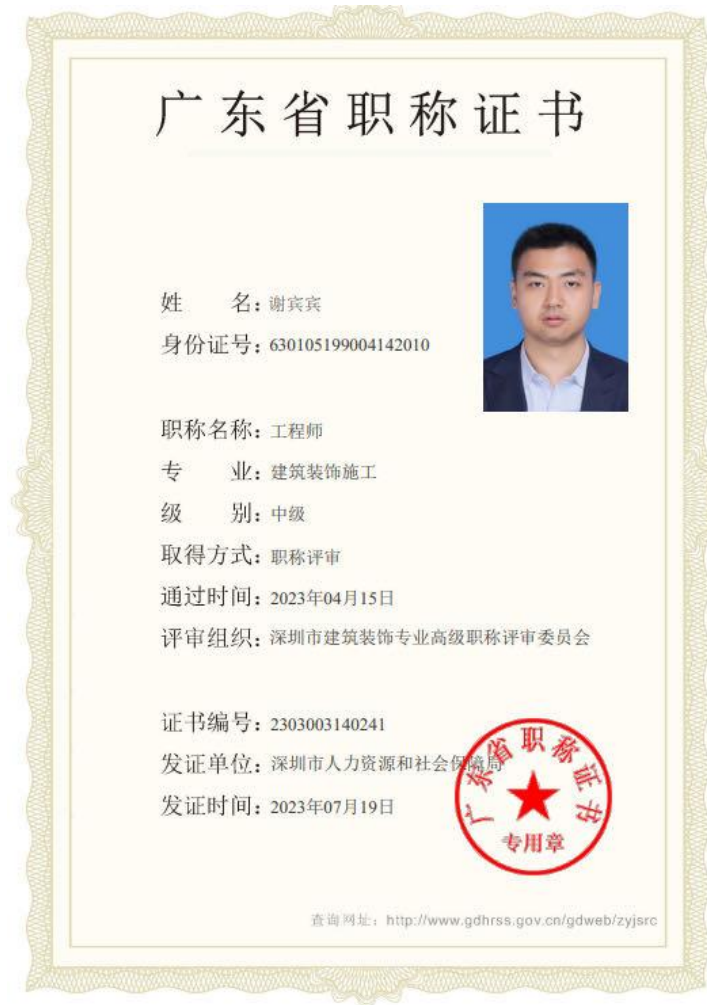 广东省职称证书
姓 名：谢宾宾
身份证号：630105199004142010
职称名称：工程师
专 业：建筑装饰施工
级 别：中级
取得方式：职称评审
通过时间：2023年04月15日
评审组织：深圳市建筑装饰专业高级职称评审委员会
证书编号：2303003140241
发证单位：深圳市人力资源和社会保障局
发证时间：2023年07月19日
广东省职称证书
专用章
查询网址：http://www.gdhrss.gov.cn/gdweb/zyjsrc